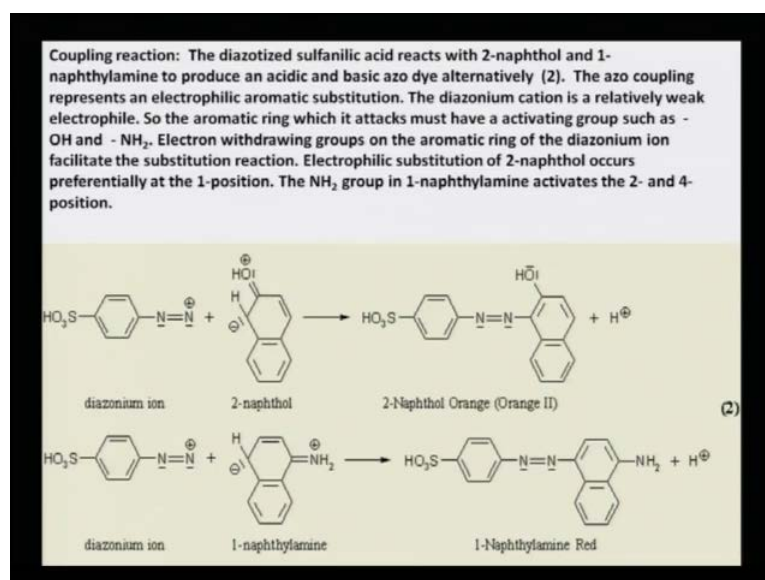 Coupling reaction: The diazotized sulfanilic acid reacts with 2-naphthol and 1-
naphthylamine to produce an acidic and basic azo dye alternatively (2). The azo coupling
represents an electrophilic aromatic substitution. The diazonium cation is a relatively weak
electrophile. So the aromatic ring which it attacks must have a activating group such as -
OH and - NH₂. Electron withdrawing groups on the aromatic ring of the diazonium ion
facilitate the substitution reaction. Electrophilic substitution of 2-naphthol occurs
preferentially at the 1-position. The NH₂ group in 1-naphthylamine activates the 2- and 4-
position.
⊕
HO
HO
H
HO₃S N=N ⊕ + ⊖ HO₃S N=N + H⊕
diazonium ion 2-naphthol 2-Naphthol Orange (Orange II)
(2)
H
HO₃S N=N ⊕ + ⊖ NH₂ ⊕ HO₃S N=N NH₂ + H⊕
diazonium ion 1-naphthylamine 1-Naphthylamine Red